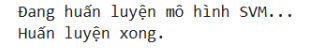 Đang huấn luyện mô hình SVM...
Huấn luyện xong.